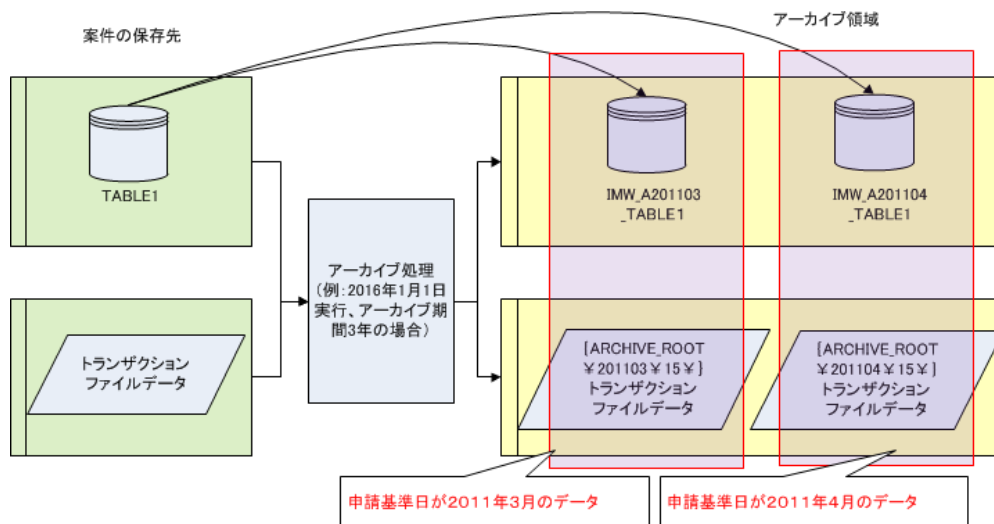 案件の保存先
アーカイブ領域
TABLE1
IMW_A201103
_TABLE1
IMW_A201104
_TABLE1
アーカイブ処理
(例:2016年1月1日
実行、アーカイブ期
間3年の場合)
トランザクション
ファイルデータ
[ARCHIVE_ROOT
¥201103¥15¥]
トランザクション
ファイルデータ
[ARCHIVE_ROOT
¥201104¥15¥]
トランザクション
ファイルデータ
申請基準日が2011年3月のデータ
申請基準日が2011年4月のデータ